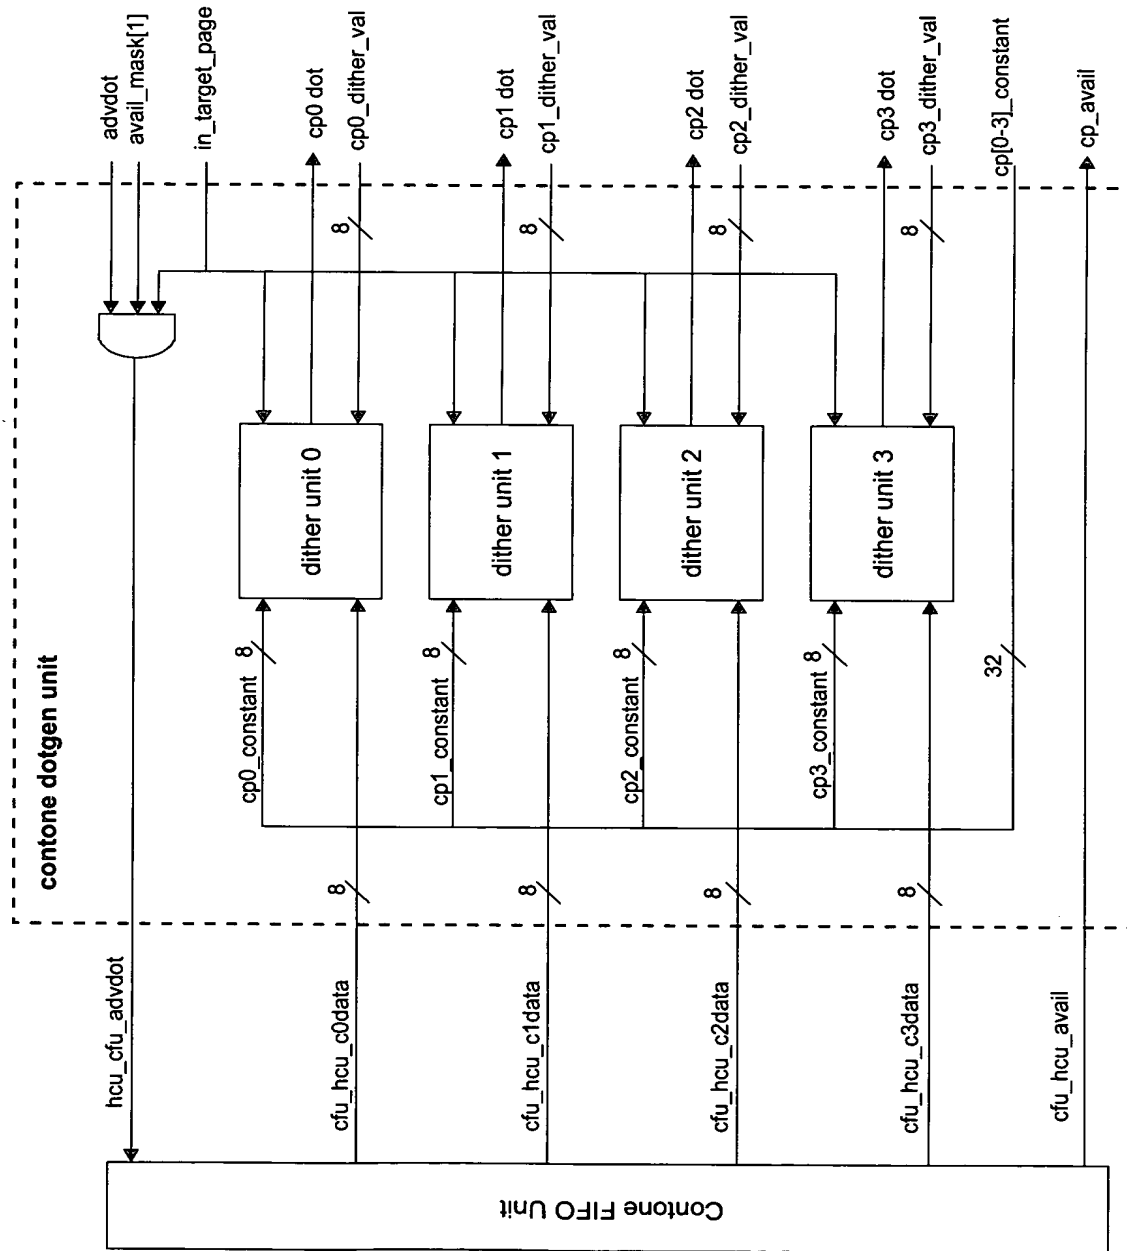 advdot
avail_mask[1]
in_target_page
cp0 dot
cp0_dither_val
cp1 dot
cp1_dither_val
cp2 dot
cp2_dither_val
cp3 dot
cp3_dither_val
cp[0-3]_constant
cp_avail
8
8
8
8
dither unit 0
dither unit 1
dither unit 2
dither unit 3
contone dotgen unit
cp0_constant
8
cp1_constant
8
cp2_constant
8
cp3_constant
8
32
8
8
8
8
hcu_cfu_advdot
cfu_hcu_c0data
cfu_hcu_c1data
cfu_hcu_c2data
cfu_hcu_c3data
cfu_hcu_avail
Contone FIFO Unit